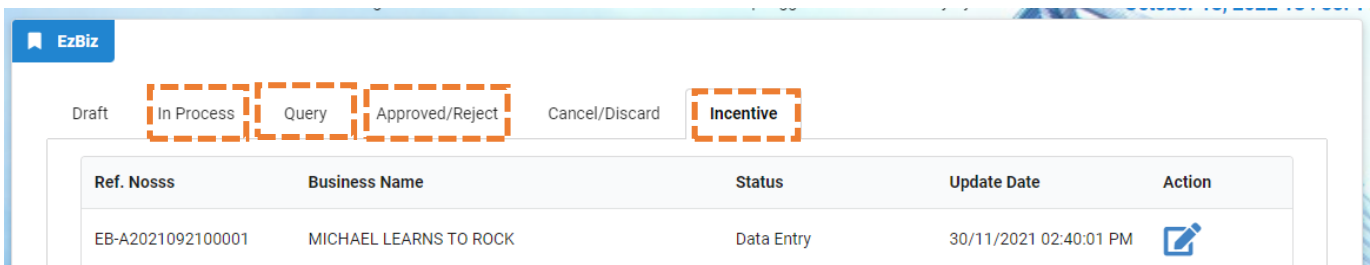 EzBiz
Draft In Process Query Approved/Reject Cancel/Discard Incentive
Ref. Nosss Business Name Status Update Date Action
EB-A2021092100001 MICHAEL LEARNS TO ROCK Data Entry 30/11/2021 02:40:01 PM